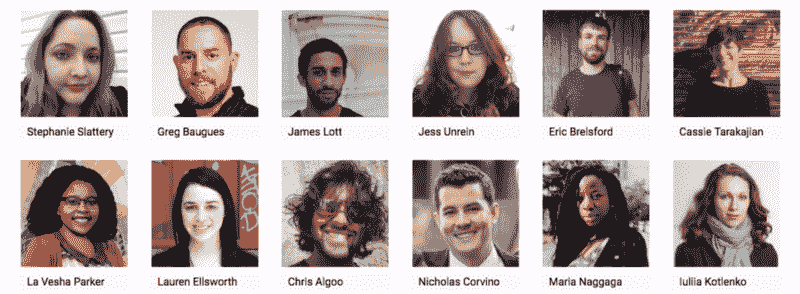 Stephanie Slattery
Greg Baugues
James Lott
Jess Unrein
Eric Brelsford
Cassie Tarakajian
La Vesha Parker
Lauren Ellsworth
Chris Algoo
Nicholas Corvino
Maria Naggaga
Iuliia Kotlenko